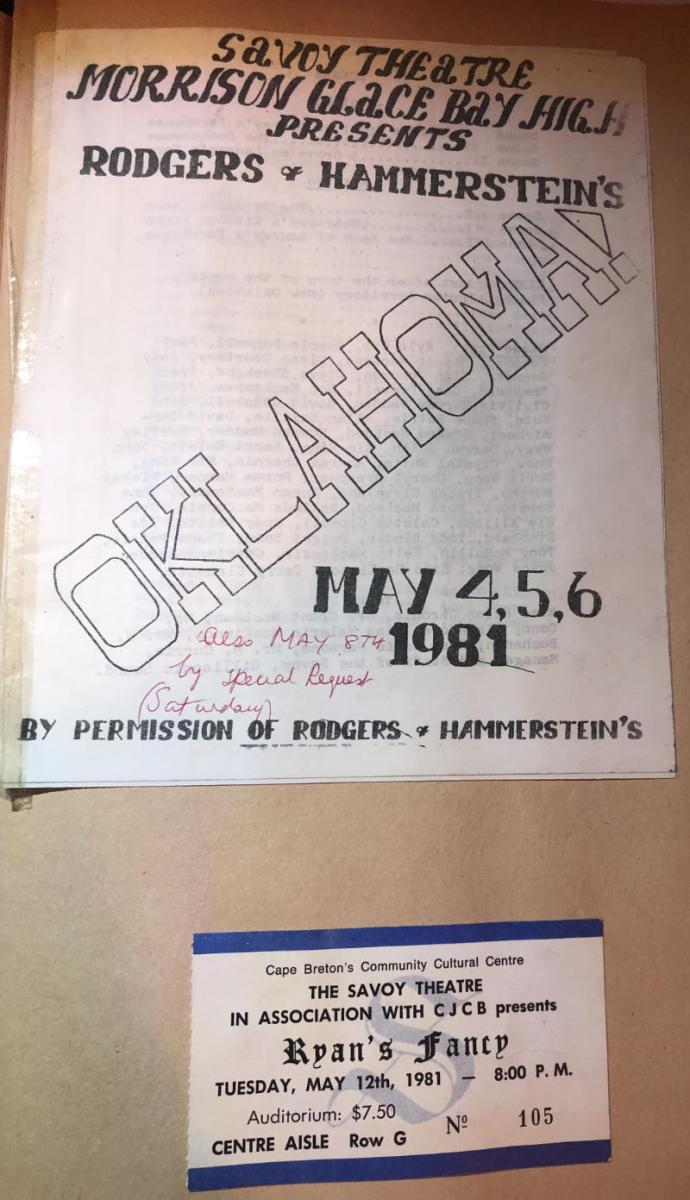 SAVOY THEATRE
MORRISON GLACE BAY HIGH
PRESENTS
RODGERS & HAMMERSTEIN'S
OKLAHOMA!
MAY 4, 5, 6
1981
also MAY 8TH
by special Request
(Saturday)
BY PERMISSION OF RODGERS & HAMMERSTEIN'S
Cape Breton's Community Cultural Centre
THE SAVOY THEATRE
IN ASSOCIATION WITH CJCB presents
Ryan's Fancy
TUESDAY, MAY 12th, 1981 — 8:00 P. M.
Auditorium: $7.50
Nº 105
CENTRE AISLE Row G